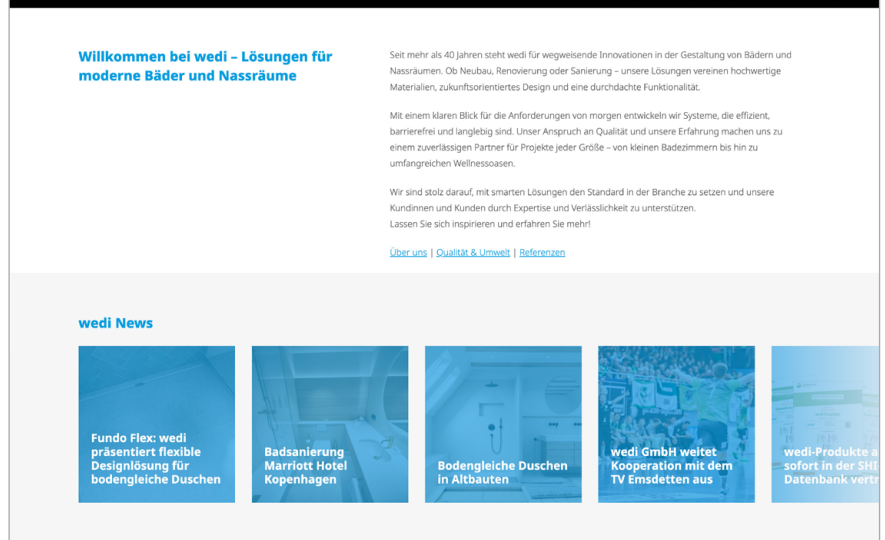 Willkommen bei wedi – Lösungen für
moderne Bäder und Nassräume
Seit mehr als 40 Jahren steht wedi für wegweisende Innovationen in der Gestaltung von Bädern und
Nassräumen. Ob Neubau, Renovierung oder Sanierung – unsere Lösungen vereinen hochwertige
Materialien, zukunftsorientiertes Design und eine durchdachte Funktionalität.
Mit einem klaren Blick für die Anforderungen von morgen entwickeln wir Systeme, die effizient,
barrierefrei und langlebig sind. Unser Anspruch an Qualität und unsere Erfahrung machen uns zu
einem zuverlässigen Partner für Projekte jeder Größe – von kleinen Badezimmern bis hin zu
umfangreichen Wellnessoasen.
Wir sind stolz darauf, mit smarten Lösungen den Standard in der Branche zu setzen und unsere
Kundinnen und Kunden durch Expertise und Verlässlichkeit zu unterstützen.
Lassen Sie sich inspirieren und erfahren Sie mehr!
Über uns | Qualität & Umwelt | Referenzen
wedi News
Fundo Flex: wedi
präsentiert flexible
Designlösung für
bodengleiche Duschen
Badsanierung
Marriott Hotel
Kopenhagen
Bodengleiche Duschen
in Altbauten
wedi GmbH weitet
Kooperation mit dem
TV Emsdetten aus
wedi-Produkte a
sofort in der SHI
Datenbank vertr